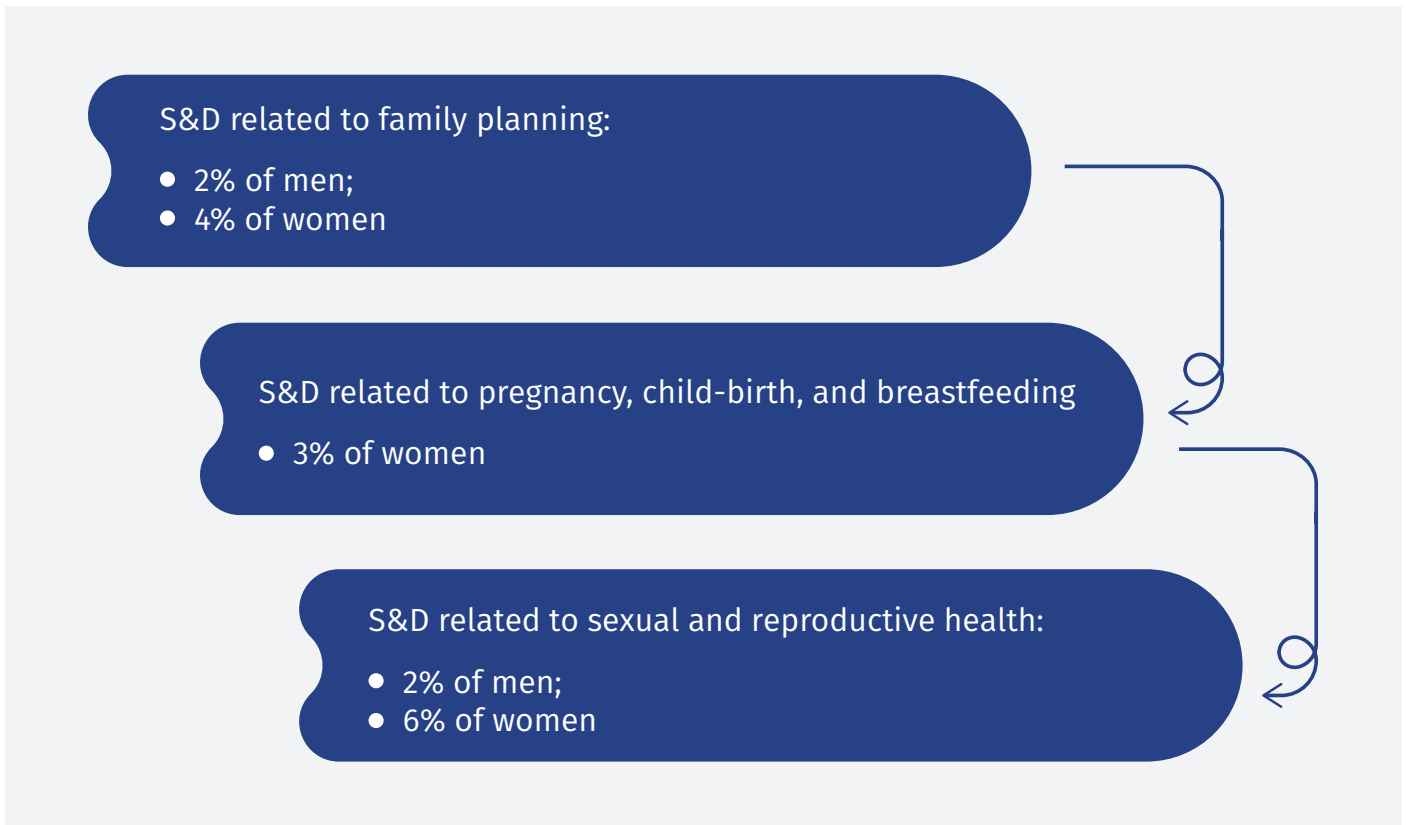 S&D related to family planning:
● 2% of men;
● 4% of women
S&D related to pregnancy, child-birth, and breastfeeding
● 3% of women
S&D related to sexual and reproductive health:
● 2% of men;
● 6% of women